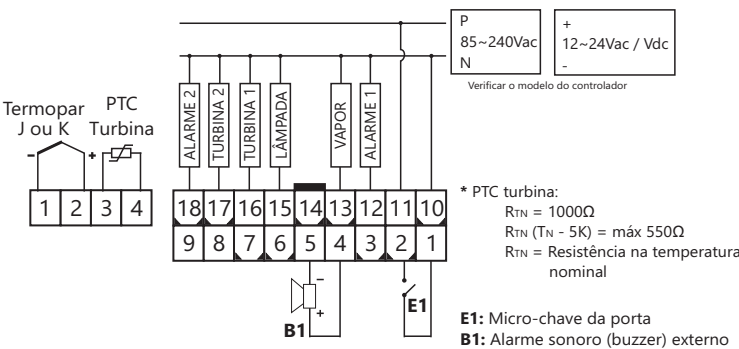 P
85~240Vac
N
+
12~24Vac / Vdc
-
Verificar o modelo do controlador
Termopar
J ou K
PTC
Turbina
- +
1 2 3 4
ALARME 2
TURBINA 2
TURBINA 1
LÂMPADA
VAPOR
ALARME 1
18 17 16 15 14 13 12 11 10
9 8 7 6 5 4 3 2 1
-
+
B1
E1
* PTC turbina:
RTN = 1000Ω
RTN (TN - 5K) = máx 550Ω
RTN = Resistência na temperatura
nominal
E1: Micro-chave da porta
B1: Alarme sonoro (buzzer) externo